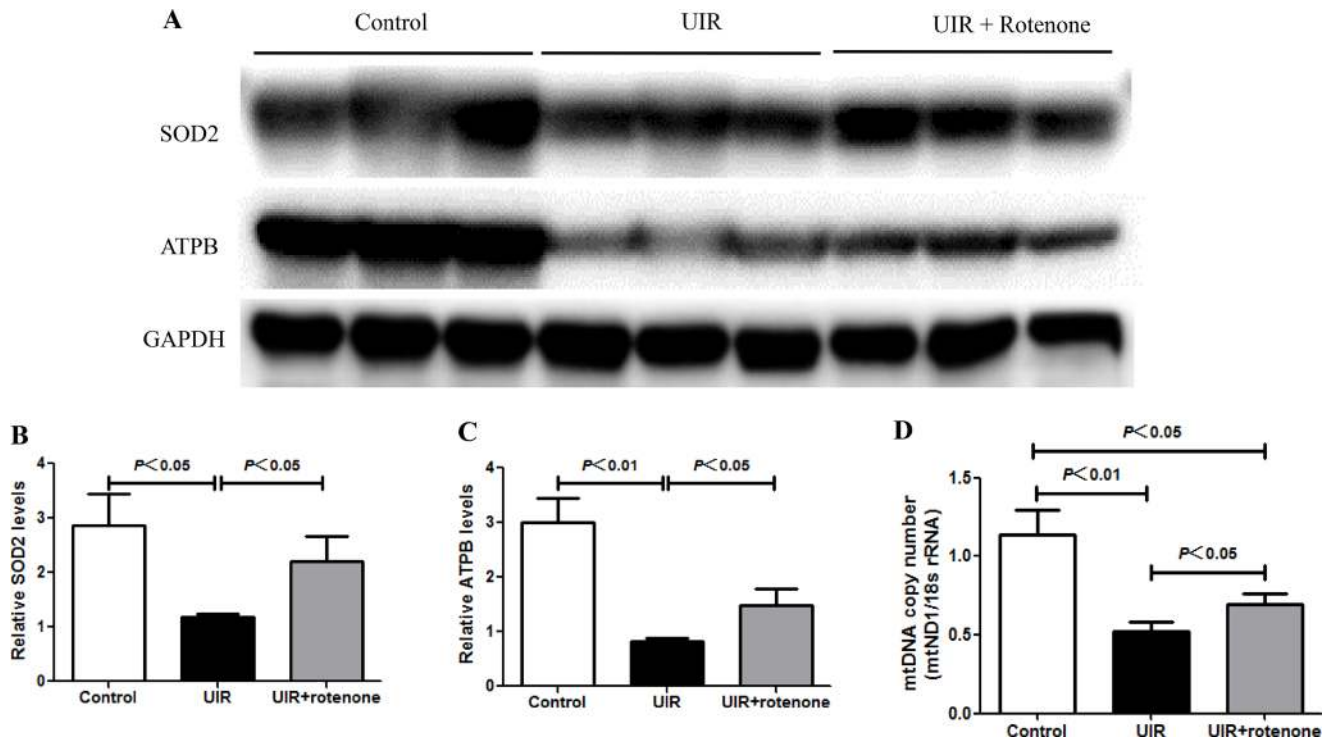 A
Control
UIR
UIR + Rotenone
SOD2
ATPB
GAPDH
B
Relative SOD2 levels
4
3
2
1
0
P<0.05
P<0.05
Control
UIR
UIR+rotenone
C
Relative ATPB levels
4
3
2
1
0
P<0.01
P<0.05
Control
UIR
UIR+rotenone
D
mtDNA copy number
(mtND1/18s rRNA)
1.5
1.0
0.5
0.0
P<0.05
P<0.01
P<0.05
Control
UIR
UIR+rotenone